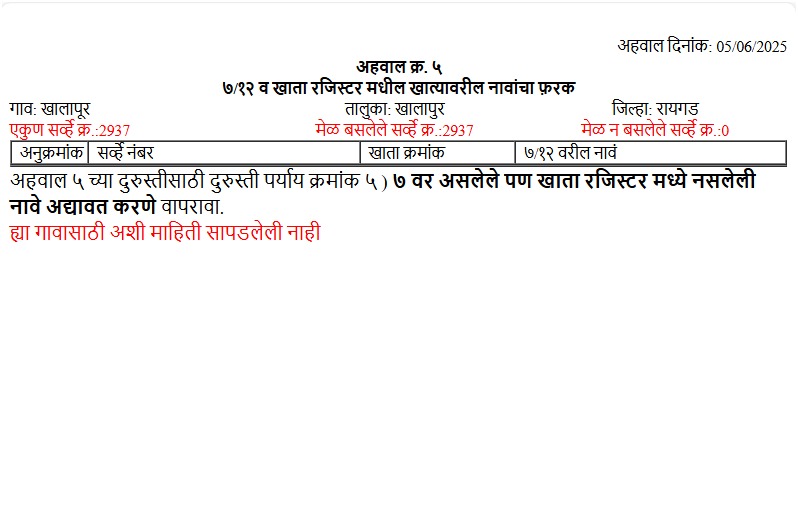 अहवाल दिनांक: 05/06/2025
अहवाल क्र. ५
७/१२ व खाता रजिस्टर मधील खात्यावरील नावांचा फ़रक
गाव: खालापूर तालुका: खालापुर जिल्हा: रायगड
एकुण सर्व्हे क्र.:2937 मेळ बसलेले सर्व्हे क्र.:2937 मेळ न बसलेले सर्व्हे क्र.:0
अनुक्रमांक सर्व्हे नंबर खाता क्रमांक ७/१२ वरील नावं
अहवाल ५ च्या दुरुस्तीसाठी दुरुस्ती पर्याय क्रमांक ५ ) ७ वर असलेले पण खाता रजिस्टर मध्ये नसलेली
नावे अद्यावत करणे वापरावा.
ह्या गावासाठी अशी माहिती सापडलेली नाही